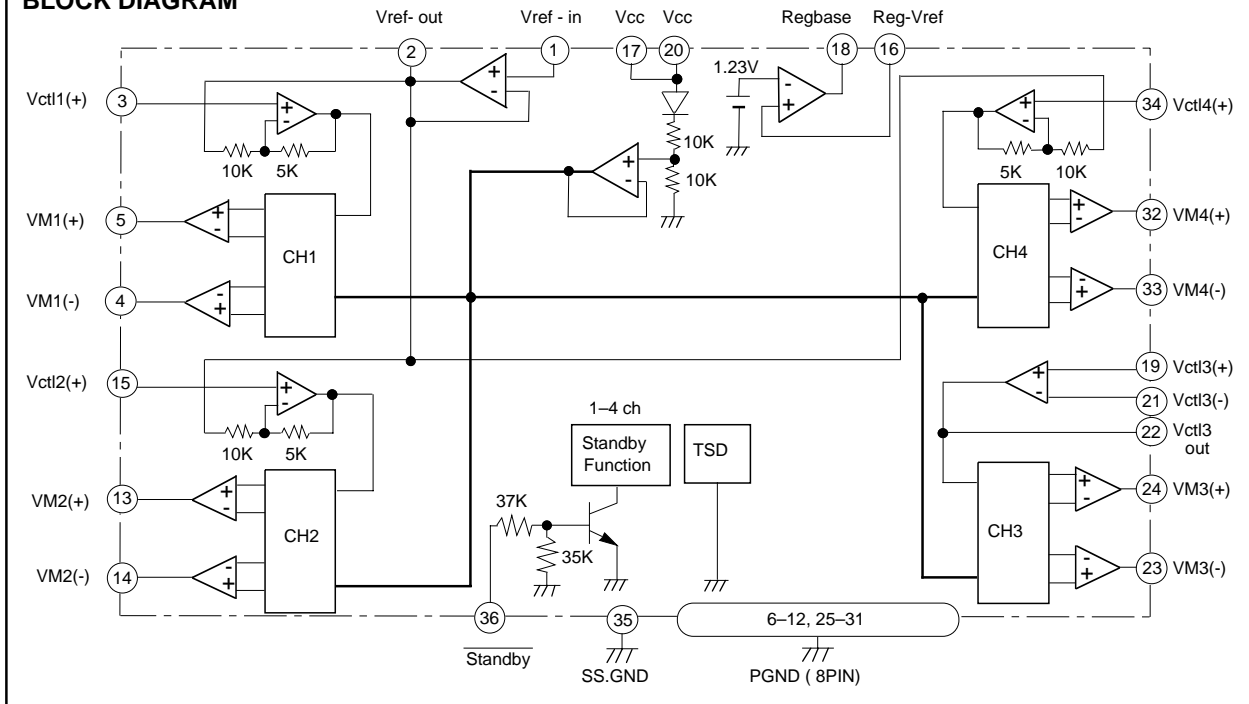 BLOCK DIAGRAM
Vref- out
Vref - in
Vcc
Vcc
Regbase
Reg-Vref
2
1
17
20
18
16
1.23V
Vctl1(+)
3
34
Vctl4(+)
+
-
+
-
-
+
+
-
10K
5K
10K
10K
+
-
5K
10K
VM1(+)
5
+
-
CH1
CH4
+
-
32
VM4(+)
VM1(-)
4
-
+
-
+
33
VM4(-)
Vctl2(+)
15
+
-
+
-
19
Vctl3(+)
21
Vctl3(-)
22
Vctl3
out
10K
5K
1–4 ch
Standby
Function
TSD
VM2(+)
13
+
-
CH2
37K
35K
CH3
+
-
24
VM3(+)
VM2(-)
14
-
+
-
+
23
VM3(-)
36
35
6–12, 25–31
Standby
SS.GND
PGND ( 8PIN)